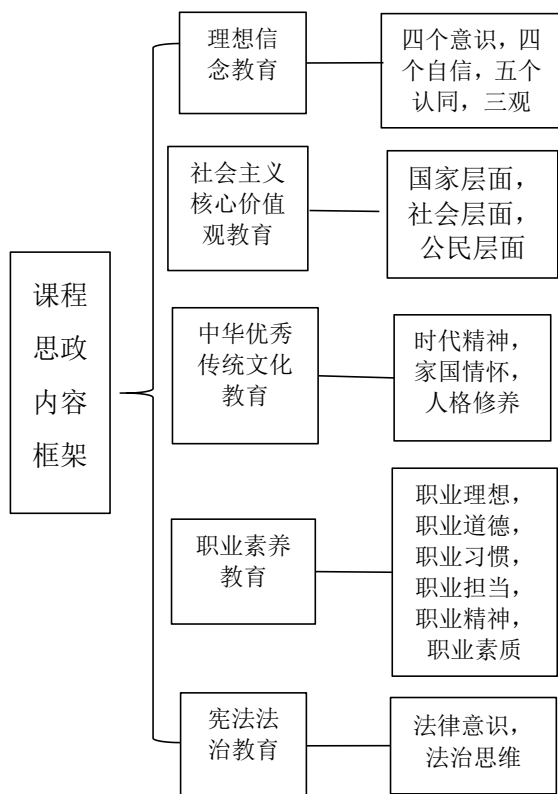 课程
思政
内容
框架
理想信
念教育
四个意识，四
个自信，五个
认同，三观
社会主义
核心价值
观教育
国家层面，
社会层面，
公民层面
中华优秀
传统文化
教育
时代精神，
家国情怀，
人格修养
职业素养
教育
职业理想，
职业道德，
职业习惯，
职业担当，
职业精神，
职业素质
宪法法
治教育
法律意识，
法治思维